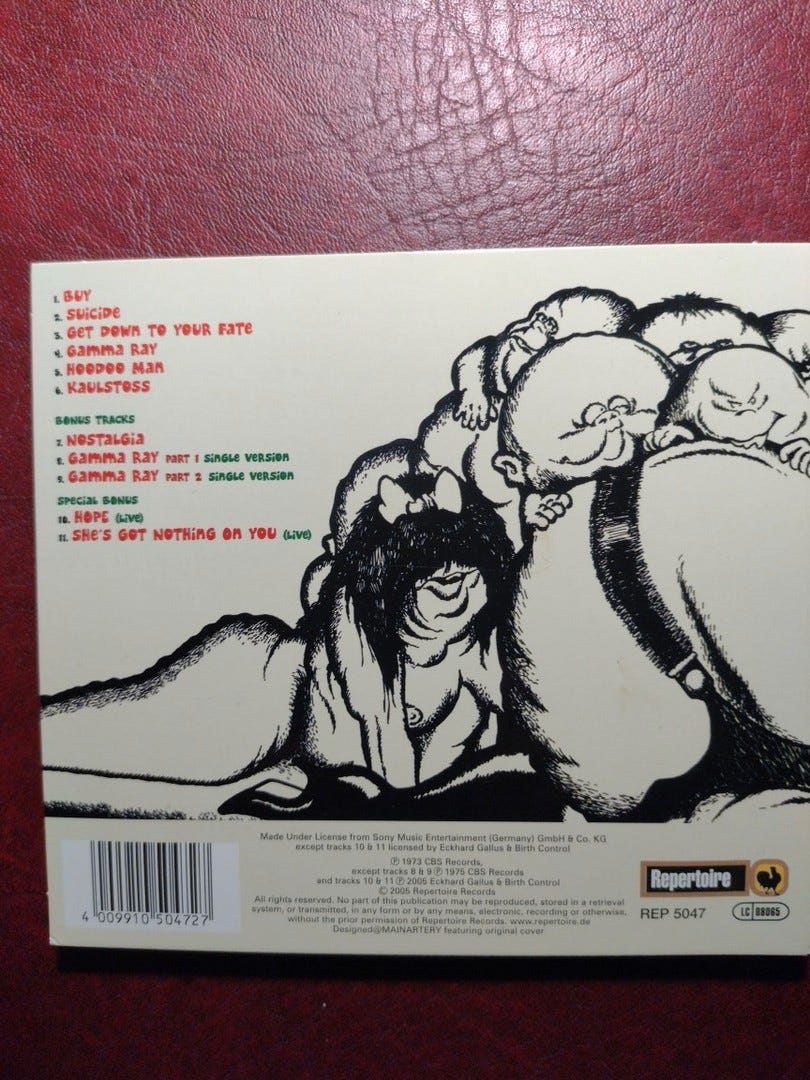 1. BUY
2. SUICIDE
3. GET DOWN TO YOUR FATE
4. GAMMA RAY
5. HOODOO MAN
6. KAULSTOSS
BONUS TRACKS
7. NOSTALGIA
8. GAMMA RAY PART 1 SINGLE VERSION
9. GAMMA RAY PART 2 SINGLE VERSION
SPECIAL BONUS
10. HOPE (LIVE)
11. SHE'S GOT NOTHING ON YOU (LIVE)
Made Under License from Sony Music Entertainment (Germany) GmbH & Co. KG
except tracks 10 & 11 licensed by Eckhard Gallus & Birth Control
Ⓟ 1973 CBS Records,
except tracks 8 & 9 Ⓟ 1975 CBS Records
and tracks 10 & 11 Ⓟ 2005 Eckhard Gallus & Birth Control
© 2005 Repertoire Records
All rights reserved. No part of this publication may be reproduced, stored in a retrieval
system, or transmitted, in any form or by any means, electronic, recording or otherwise,
without the prior permission of Repertoire Records. www.repertoire.de
Designed@MAINARTERY featuring original cover
4 009910 504727
Repertoire
REP 5047
LC 08065